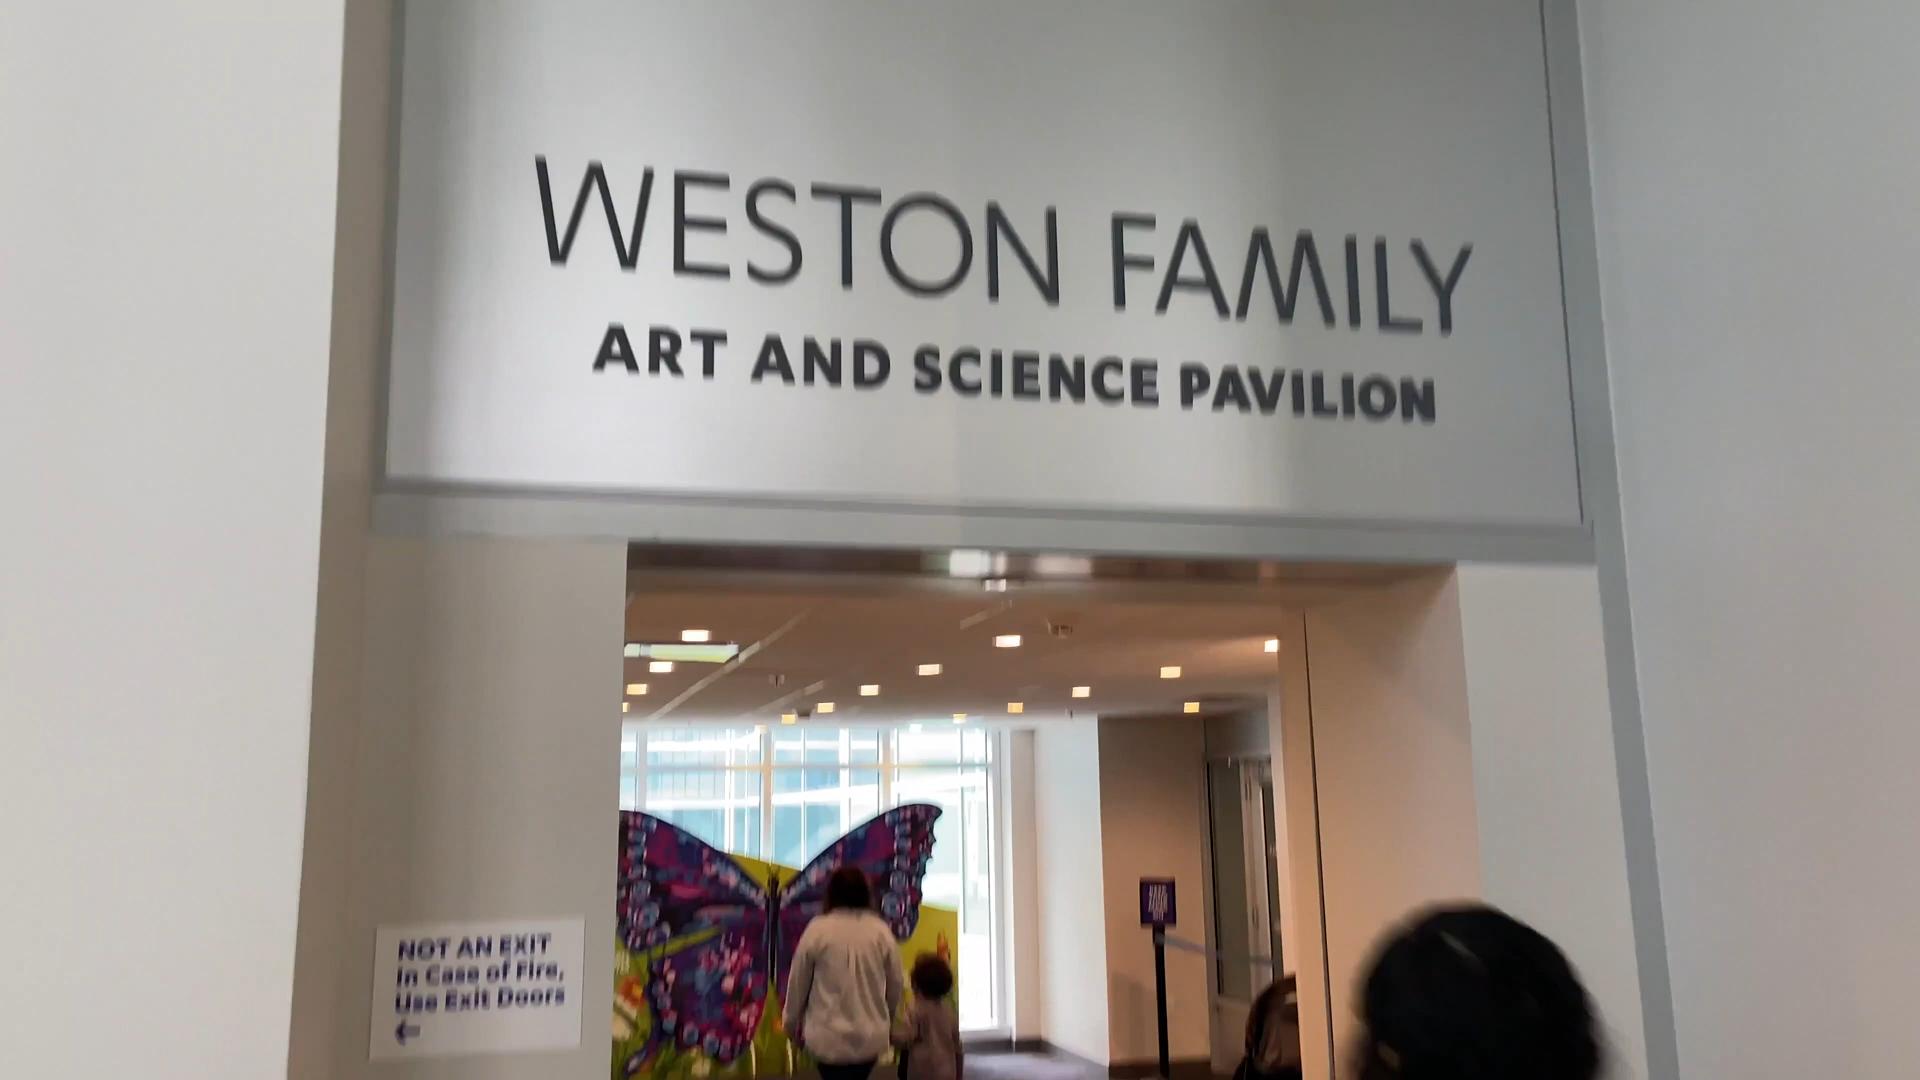 WESTON FAMILY
ART AND SCIENCE PAVILION
NOT AN EXIT
In Case of Fire,
Use Exit Doors
←